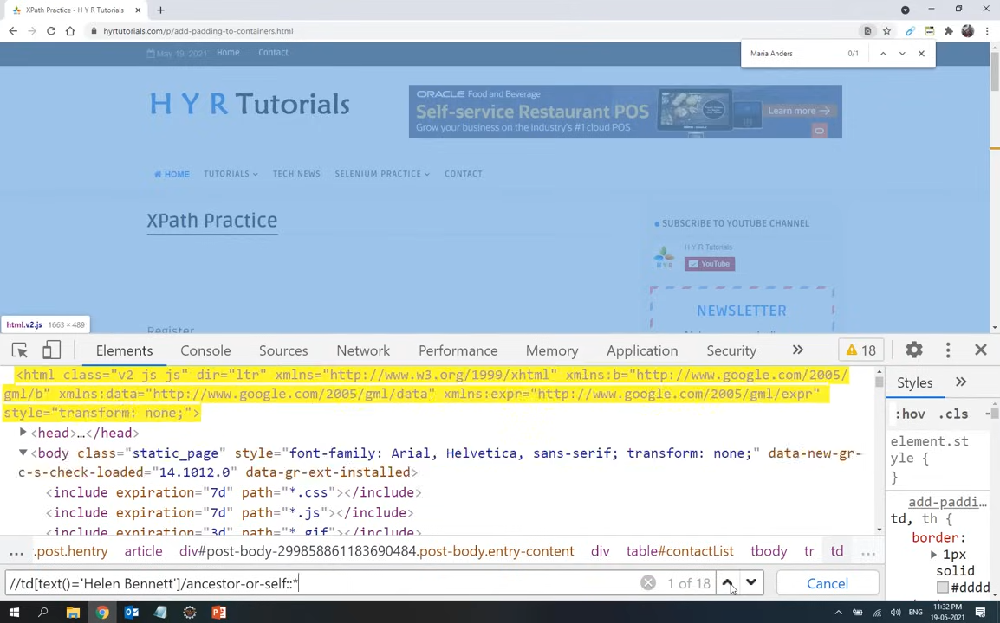 XPath Practice - H Y R Tutorials
hyrtutorials.com/p/add-padding-to-containers.html
Maria Anders 0/1
May 19, 2021 Home Contact
H Y R Tutorials
ORACLE Food and Beverage
Self-service Restaurant POS
Grow your business on the industry's #1 cloud POS
Learn more
HOME TUTORIALS TECH NEWS SELENIUM PRACTICE CONTACT
XPath Practice
SUBSCRIBE TO YOUTUBE CHANNEL
H Y R Tutorials
YouTube
NEWSLETTER
Register
html.v2.js 1663 × 489
Elements Console Sources Network Performance Memory Application Security » 18
<html class="v2 js js" dir="ltr" xmlns="http://www.w3.org/1999/xhtml" xmlns:b="http://www.google.com/2005/
gml/b" xmlns:data="http://www.google.com/2005/gml/data" xmlns:expr="http://www.google.com/2005/gml/expr"
style="transform: none;">
<head>…</head>
<body class="static_page" style="font-family: Arial, Helvetica, sans-serif; transform: none;" data-new-gr-
c-s-check-loaded="14.1012.0" data-gr-ext-installed>
<include expiration="7d" path="*.css"></include>
<include expiration="7d" path="*.js"></include>
<include expiration="3d" path="*.gif"></include>
Styles »
:hov .cls
element.st
yle {
}
add-paddi…
td, th {
border:
1px
solid
#dddd
... .post.hentry article div#post-body-299858861183690484.post-body.entry-content div table#contactList tbody tr td ...
//td[text()='Helen Bennett']/ancestor-or-self::* 1 of 18 Cancel
ENG 11:32 PM
19-05-2021